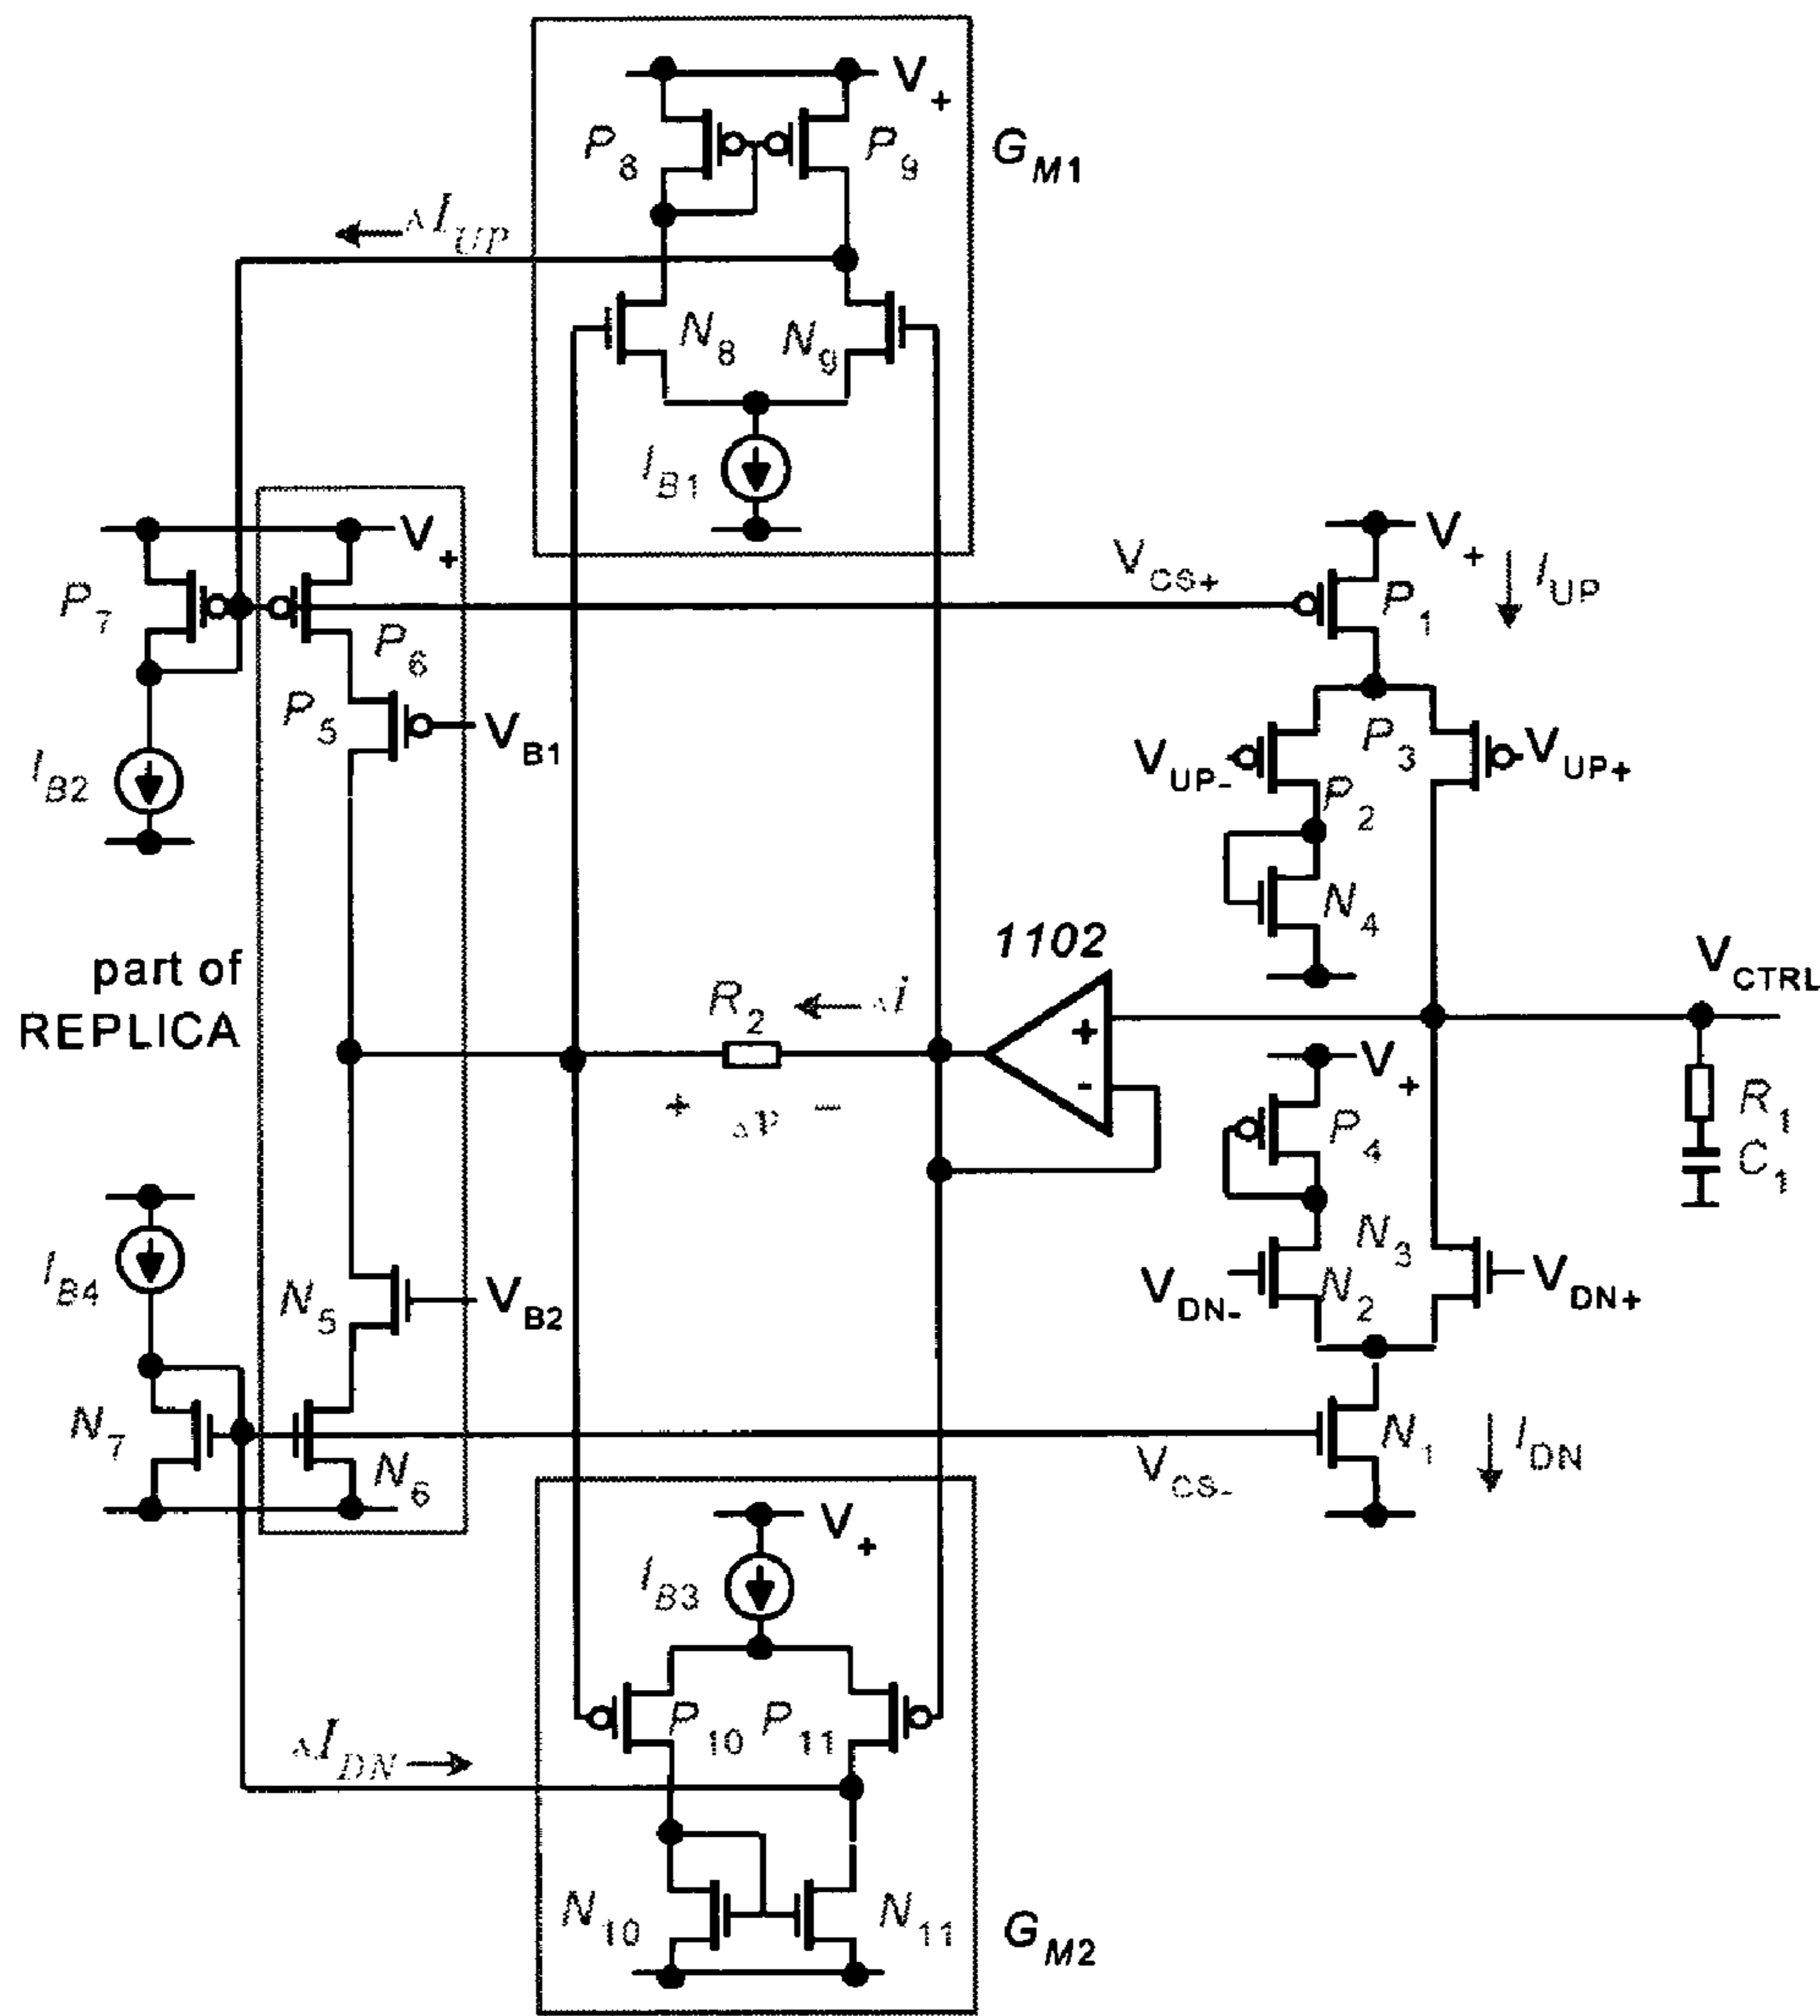 V+
P8
P9
GM1
ΔIUP
N8
N9
IB1
V+
P7
P6
P5
VB1
IB2
VCS+
V+
IUP
P1
P3
VUP-
VUP+
P2
N4
1102
VCTRL
part of
REPLICA
R2
Δi
+
-
+ Δv −
V+
P4
R1
C1
IB4
N5
VB2
N3
N2
VDN-
VDN+
N7
N6
VCS-
N1
IDN
V+
IB3
P10
P11
ΔIDN
N10
N11
GM2